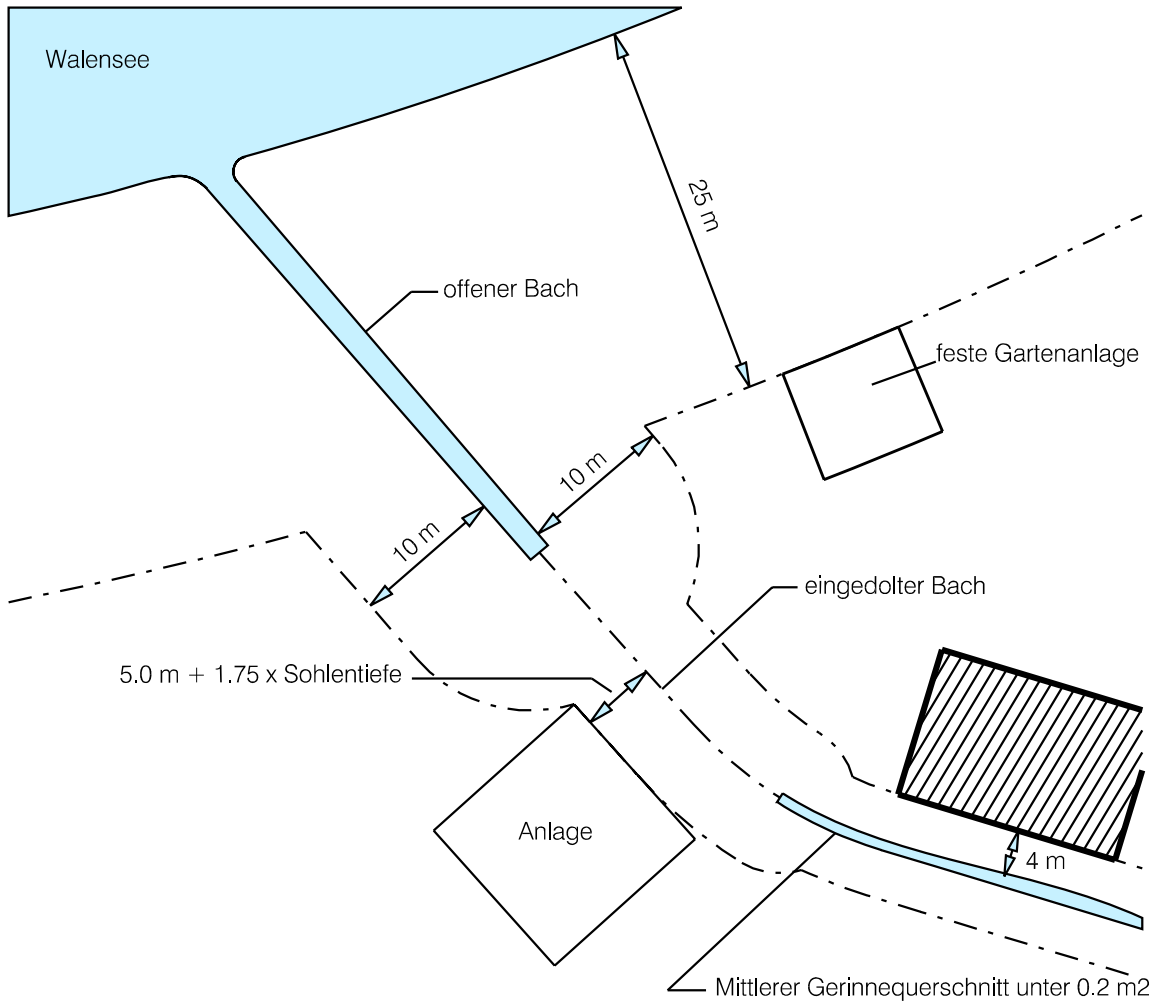 Walensee
25 m
offener Bach
feste Gartenanlage
10 m
10 m
eingedolter Bach
5.0 m + 1.75 x Sohlentiefe
Anlage
4 m
Mittlerer Gerinnequerschnitt unter 0.2 m2